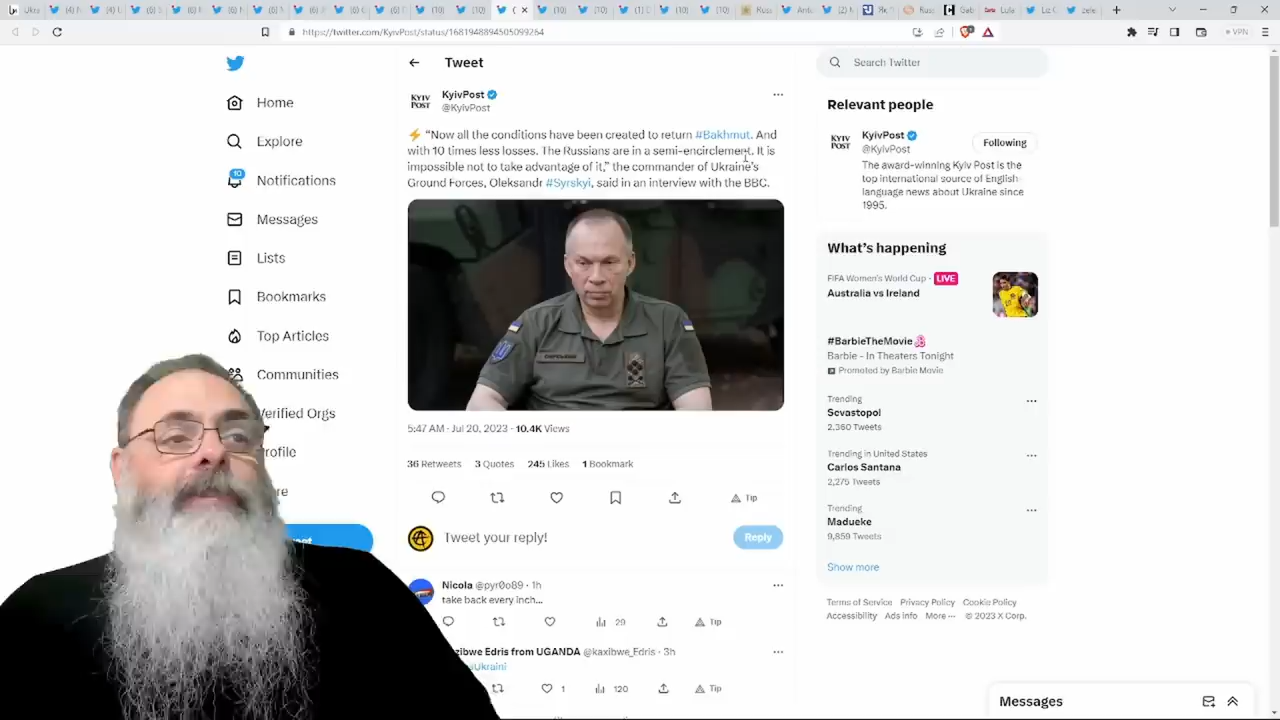 https://twitter.com/KyivPost/status/1681948894505099264
VPN
Home
Explore
10
Notifications
Messages
Lists
Bookmarks
Top Articles
Communities
Verified Orgs
Tweet
KyivPost
@KyivPost
⚡ “Now all the conditions have been created to return #Bakhmut. And
with 10 times less losses. The Russians are in a semi-encirclement. It is
impossible not to take advantage of it,” the commander of Ukraine’s
Ground Forces, Oleksandr #Syrskyi, said in an interview with the BBC.
5:47 AM · Jul 20, 2023 · 10.4K Views
36 Retweets 3 Quotes 245 Likes 1 Bookmark
Tip
Tweet your reply!
Reply
Nicola @pyr0o89 · 1h
take back every inch...
29
Tip
Edris from UGANDA @kaxibwe_Edris · 3h
1
120
Tip
Search Twitter
Relevant people
KyivPost
@KyivPost
Following
The award-winning Kyiv Post is the
top international source of English-
language news about Ukraine since
1995.
What’s happening
FIFA Women’s World Cup · LIVE
Australia vs Ireland
#BarbieTheMovie
Barbie - In Theaters Tonight
Promoted by Barbie Movie
Trending
Sevastopol
2,360 Tweets
Trending in United States
Carlos Santana
2,275 Tweets
Trending
Madueke
9,859 Tweets
Show more
Terms of Service Privacy Policy Cookie Policy
Accessibility Ads info More ··· © 2023 X Corp.
Messages